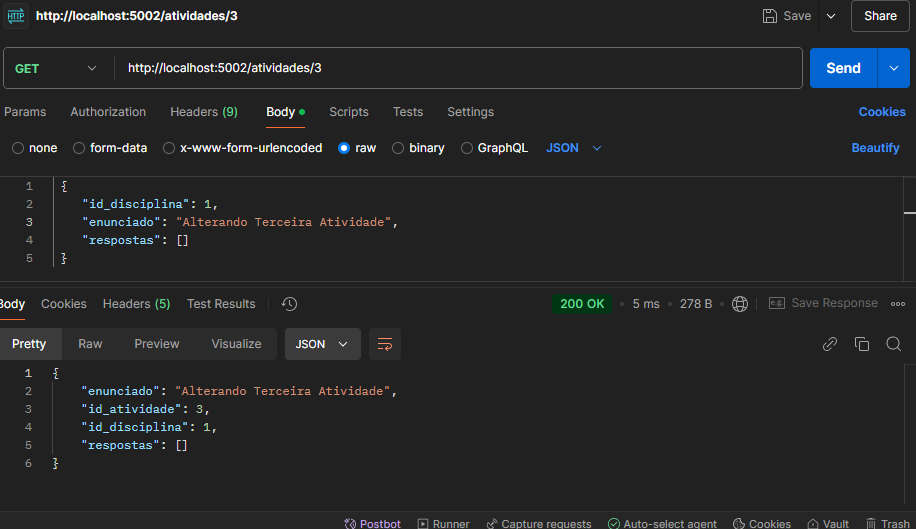 HTTP http://localhost:5002/atividades/3 Save Share
GET http://localhost:5002/atividades/3 Send
Params Authorization Headers (9) Body Scripts Tests Settings Cookies
none form-data x-www-form-urlencoded raw binary GraphQL JSON Beautify
1 {
2 "id_disciplina": 1,
3 "enunciado": "Alterando Terceira Atividade",
4 "respostas": []
5 }
Body Cookies Headers (5) Test Results 200 OK 5 ms 278 B e.g. Save Response
Pretty Raw Preview Visualize JSON
1 {
2 "enunciado": "Alterando Terceira Atividade",
3 "id_atividade": 3,
4 "id_disciplina": 1,
5 "respostas": []
6 }
Postbot Runner Capture requests Auto-select agent Cookies Vault Trash